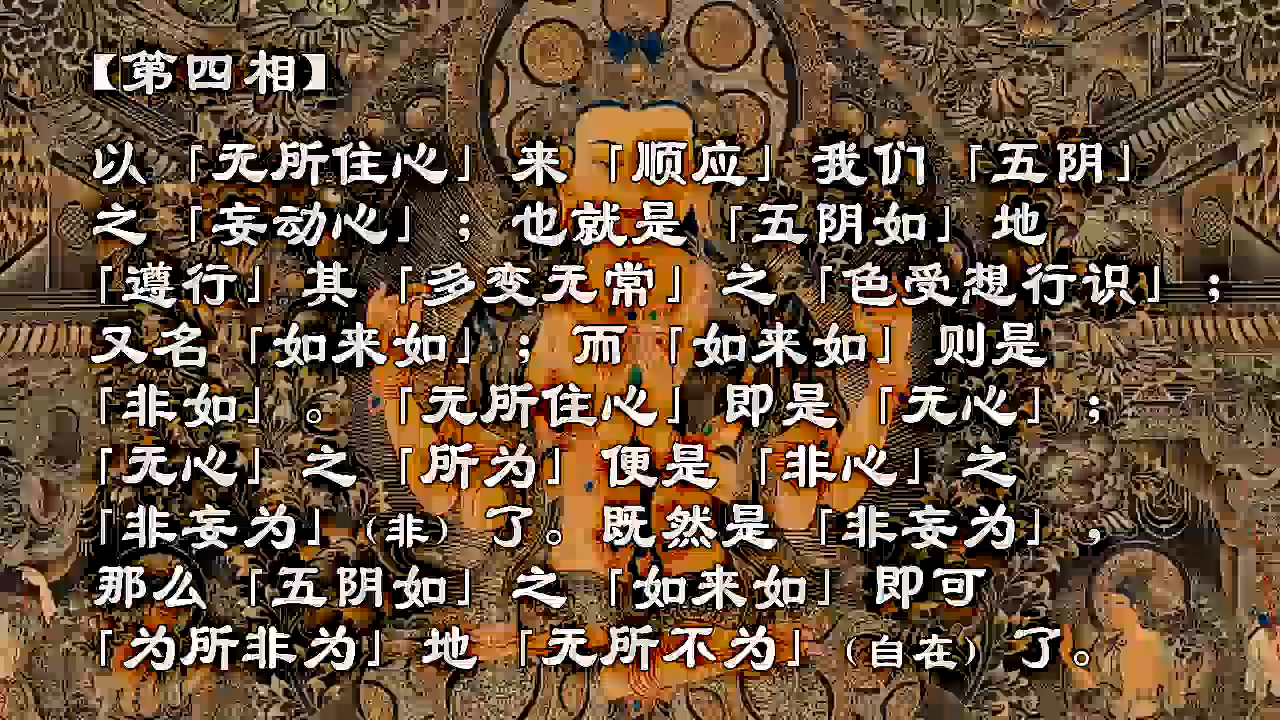 【第四相】
以「无所住心」来「顺应」我们「五阴」
之「妄动心」；也就是「五阴如」地
「遵行」其「多变无常」之「色受想行识」；
又名「如来如」；而「如来如」则是
「非如」。「无所住心」即是「无心」；
「无心」之「所为」便是「非心」之
「非妄为」（非）了。既然是「非妄为」，
那么「五阴如」之「如来如」即可
「为所非为」地「无所不为」（自在）了。